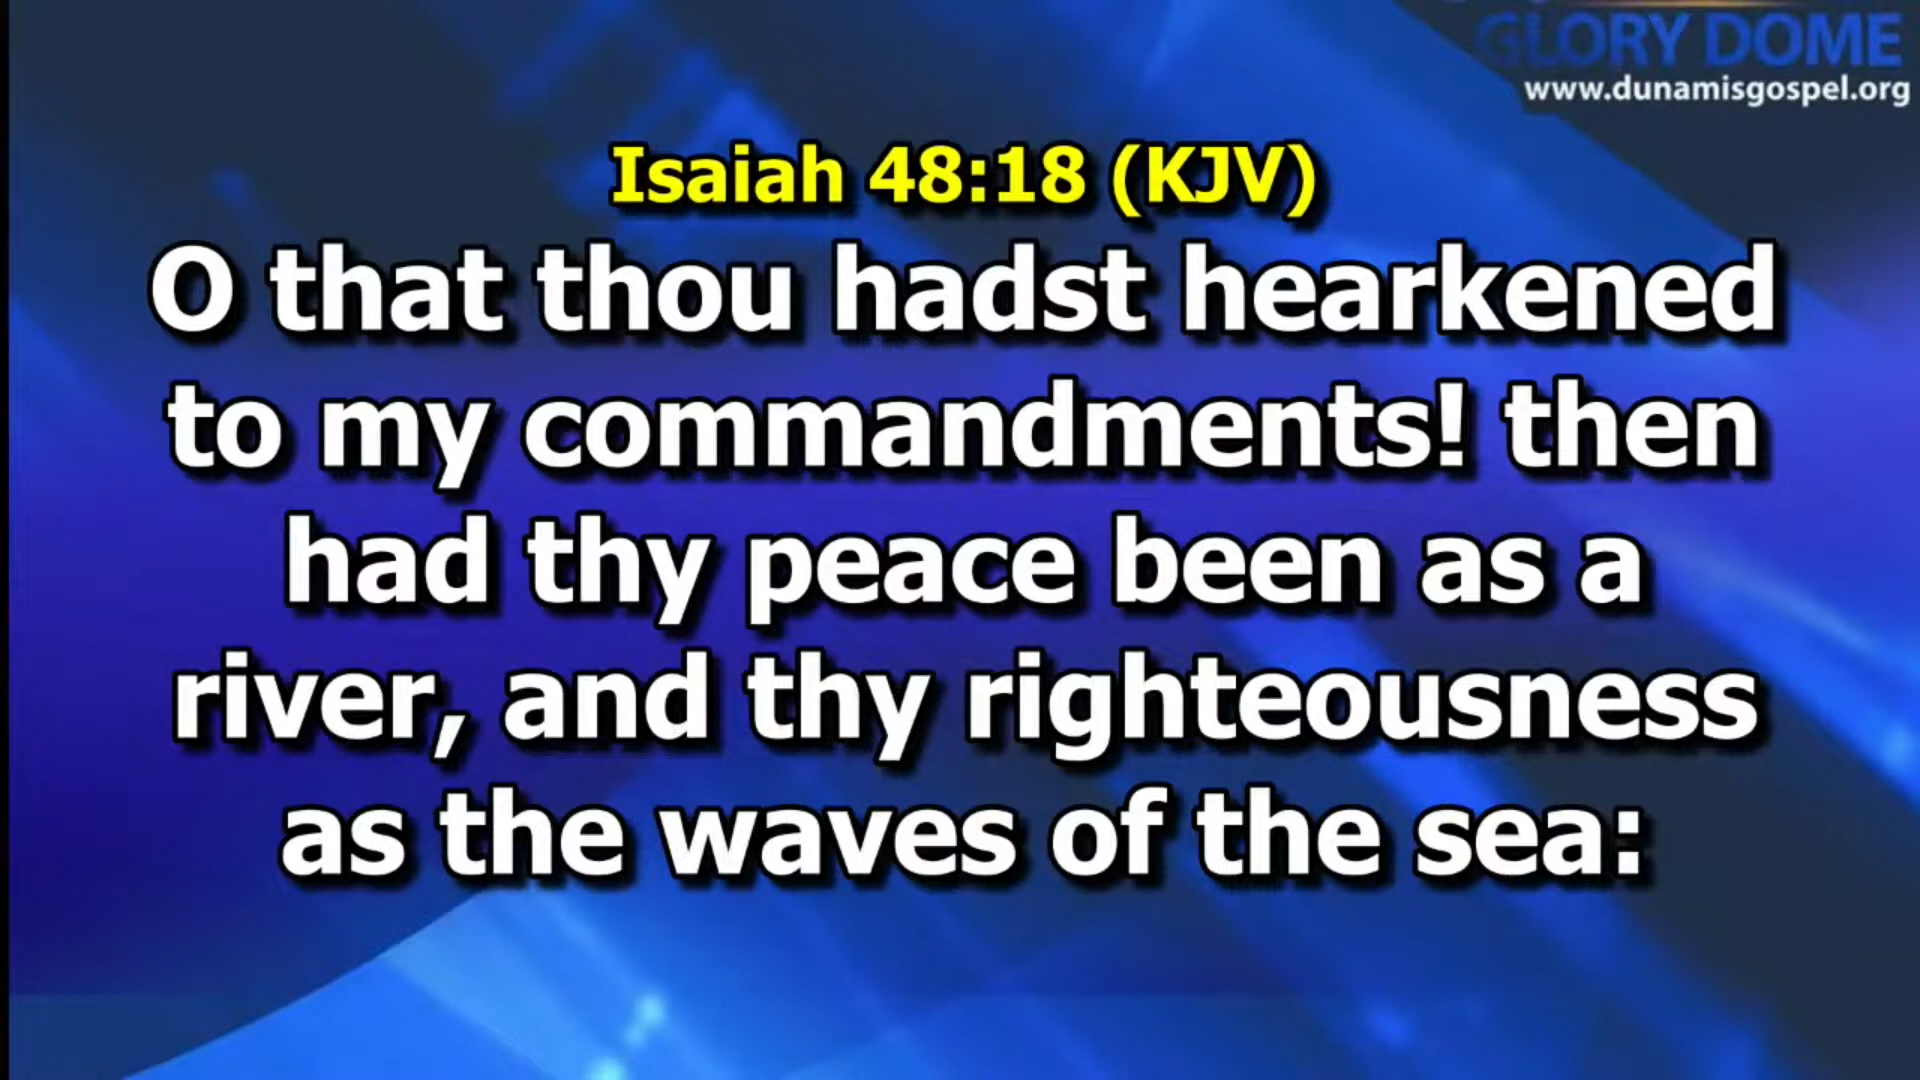 GLORY DOME
www.dunamisgospel.org
Isaiah 48:18 (KJV)
O that thou hadst hearkened
to my commandments! then
had thy peace been as a
river, and thy righteousness
as the waves of the sea: